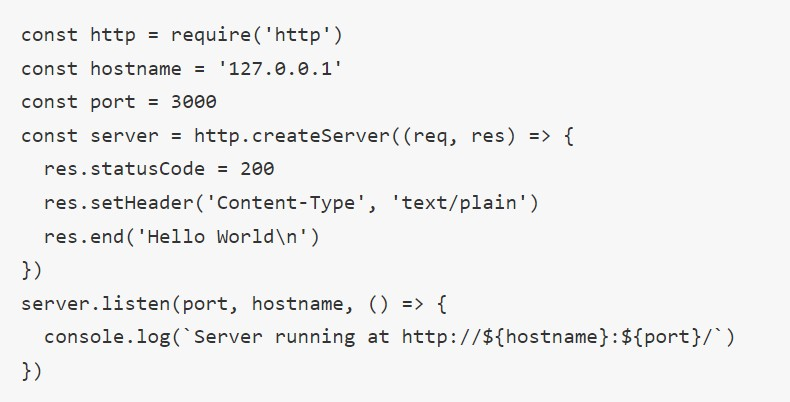 const http = require('http')
const hostname = '127.0.0.1'
const port = 3000
const server = http.createServer((req, res) => {
  res.statusCode = 200
  res.setHeader('Content-Type', 'text/plain')
  res.end('Hello World\n')
})
server.listen(port, hostname, () => {
  console.log(`Server running at http://${hostname}:${port}/`)
})